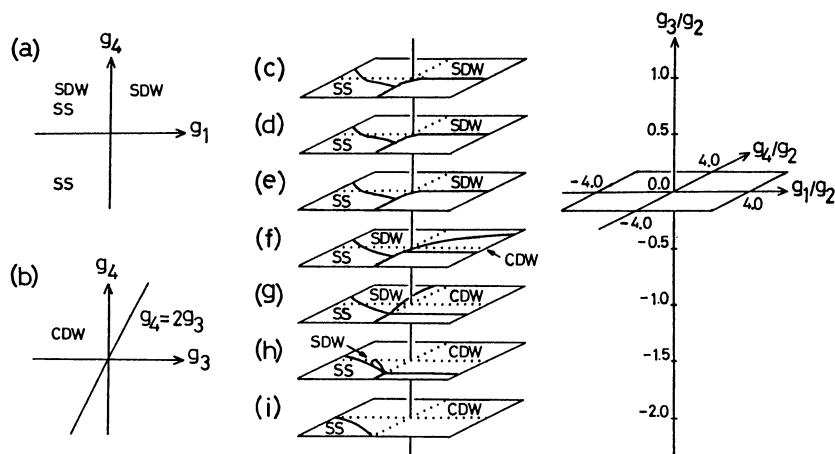 (a)
g₄
SDW
SS
SDW
g₁
SS
(b)
g₄
g₄=2g₃
CDW
g₃
(c)
SDW
SS
(d)
SDW
SS
(e)
SDW
SS
(f)
SDW
SS
CDW
(g)
SDW
CDW
SS
(h)
SDW
CDW
SS
(i)
CDW
SS
g₃/g₂
1.0
0.5
g₄/g₂
4.0
-4.0
0.0
g₁/g₂
4.0
-4.0
-0.5
-1.0
-1.5
-2.0